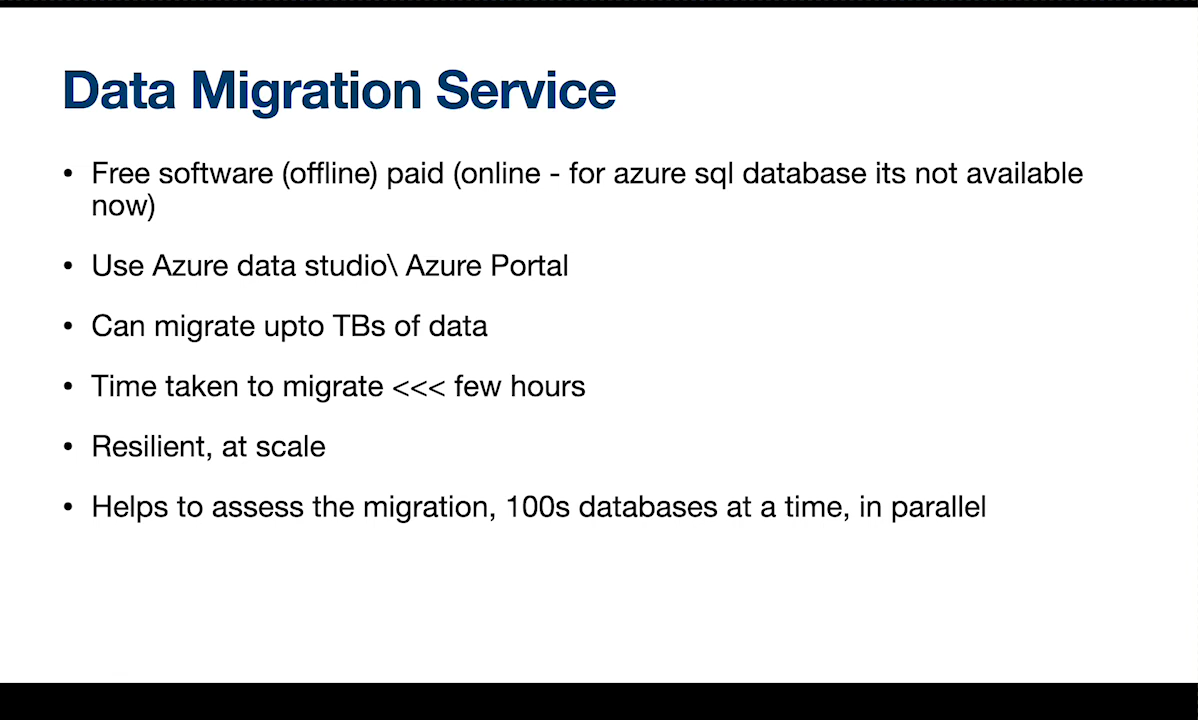 Data Migration Service
• Free software (offline) paid (online - for azure sql database its not available
now)
• Use Azure data studio\ Azure Portal
• Can migrate upto TBs of data
• Time taken to migrate <<< few hours
• Resilient, at scale
• Helps to assess the migration, 100s databases at a time, in parallel